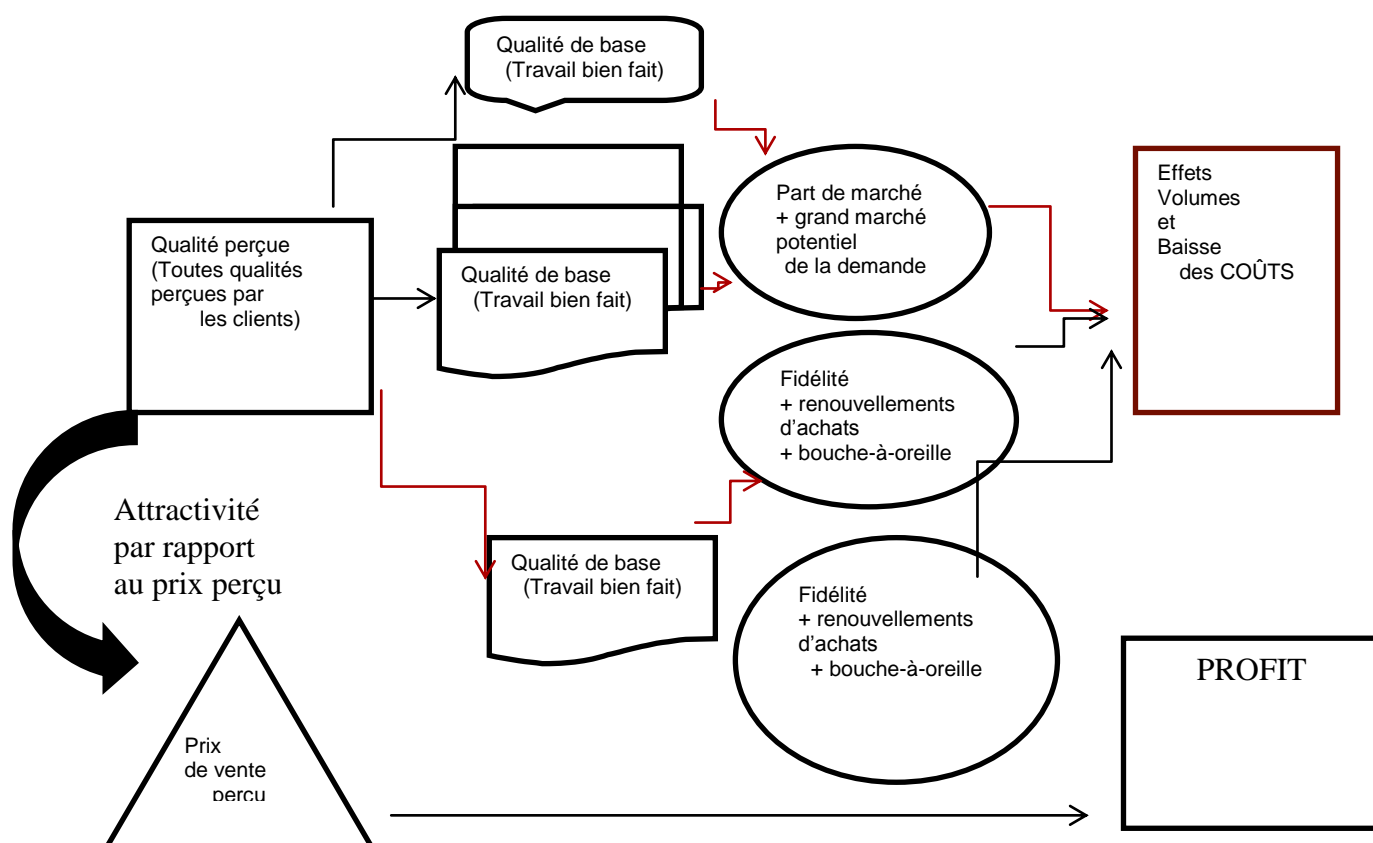 Qualité de base
(Travail bien fait)
Qualité perçue
(Toutes qualités
perçues par
les clients)
Qualité de base
(Travail bien fait)
Part de marché
+ grand marché
potentiel
de la demande
Effets
Volumes
et
Baisse
des COÛTS
Fidélité
+ renouvellements
d’achats
+ bouche-à-oreille
Attractivité
par rapport
au prix perçu
Qualité de base
(Travail bien fait)
Fidélité
+ renouvellements
d’achats
+ bouche-à-oreille
PROFIT
Prix
de vente
perçu